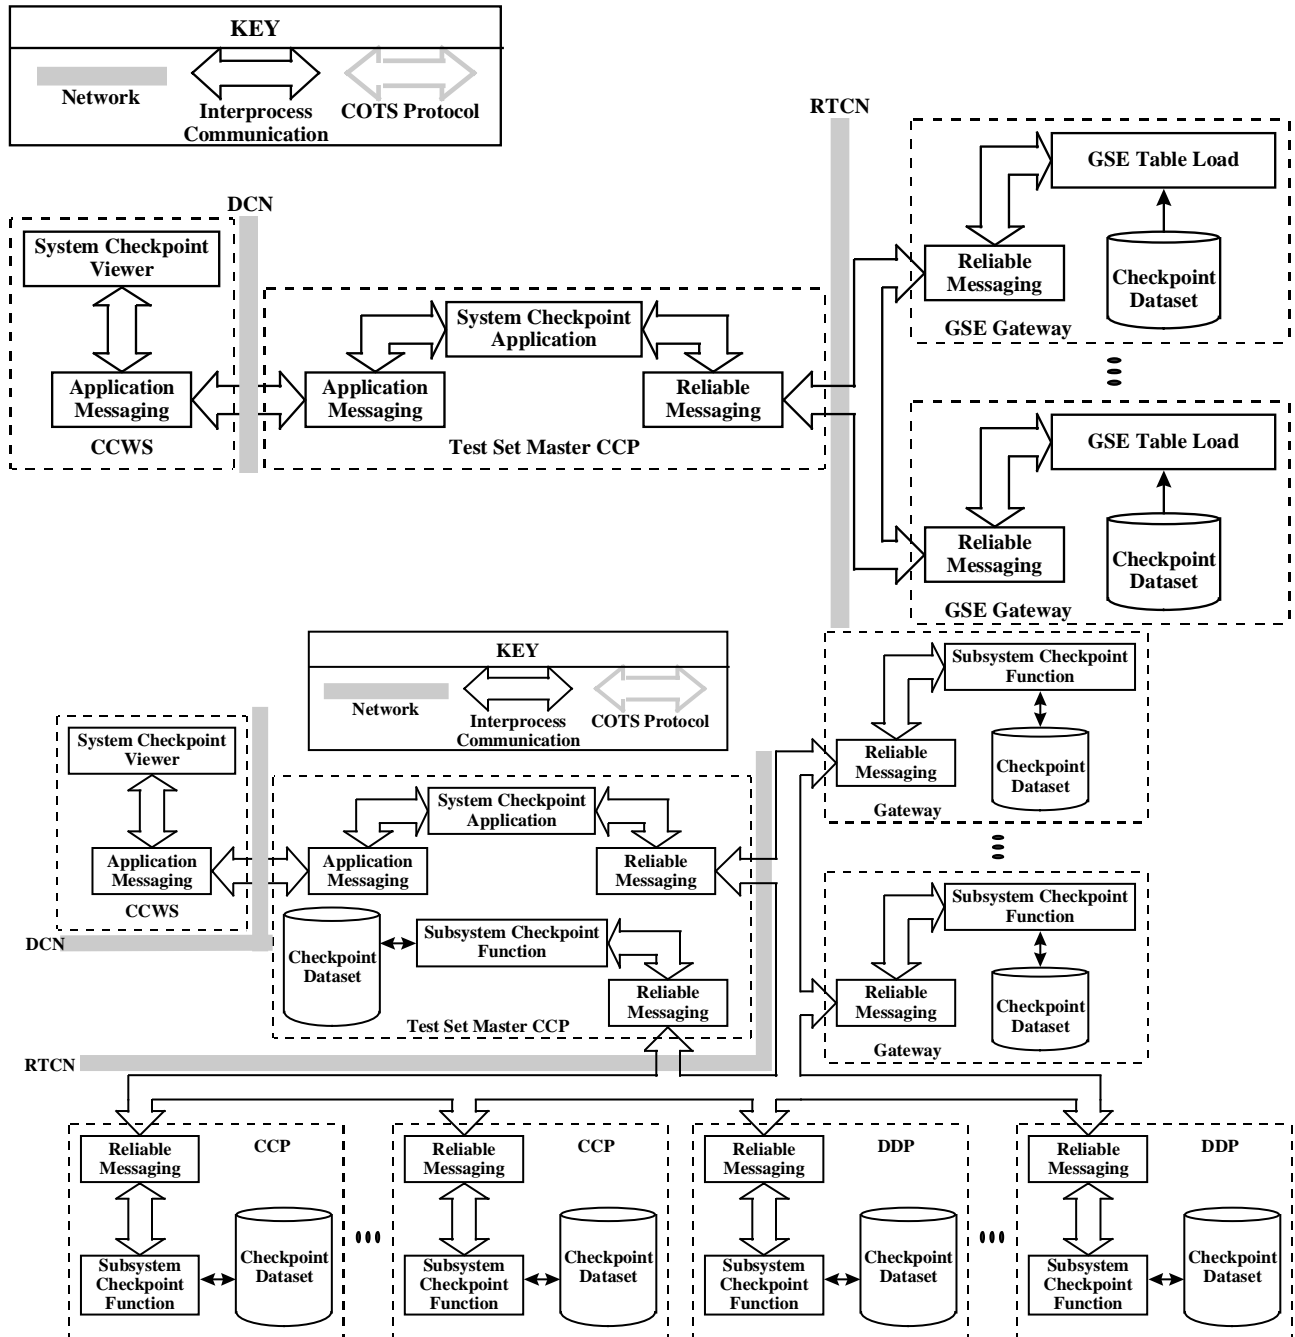 KEY
Network
Interprocess
Communication
COTS Protocol
RTCN
GSE Table Load
Reliable
Messaging
Checkpoint
Dataset
GSE Gateway
DCN
System Checkpoint
Viewer
Application
Messaging
CCWS
System Checkpoint
Application
Application
Messaging
Reliable
Messaging
Test Set Master CCP
GSE Table Load
Reliable
Messaging
Checkpoint
Dataset
GSE Gateway
KEY
Network
Interprocess
Communication
COTS Protocol
Subsystem Checkpoint
Function
Reliable
Messaging
Checkpoint
Dataset
Gateway
System Checkpoint
Viewer
Application
Messaging
CCWS
DCN
System Checkpoint
Application
Application
Messaging
Reliable
Messaging
Checkpoint
Dataset
Subsystem Checkpoint
Function
Reliable
Messaging
Test Set Master CCP
Subsystem Checkpoint
Function
Reliable
Messaging
Checkpoint
Dataset
Gateway
RTCN
Reliable
Messaging
CCP
Subsystem
Checkpoint
Function
Checkpoint
Dataset
Reliable
Messaging
CCP
Subsystem
Checkpoint
Function
Checkpoint
Dataset
Reliable
Messaging
DDP
Subsystem
Checkpoint
Function
Checkpoint
Dataset
Reliable
Messaging
DDP
Subsystem
Checkpoint
Function
Checkpoint
Dataset